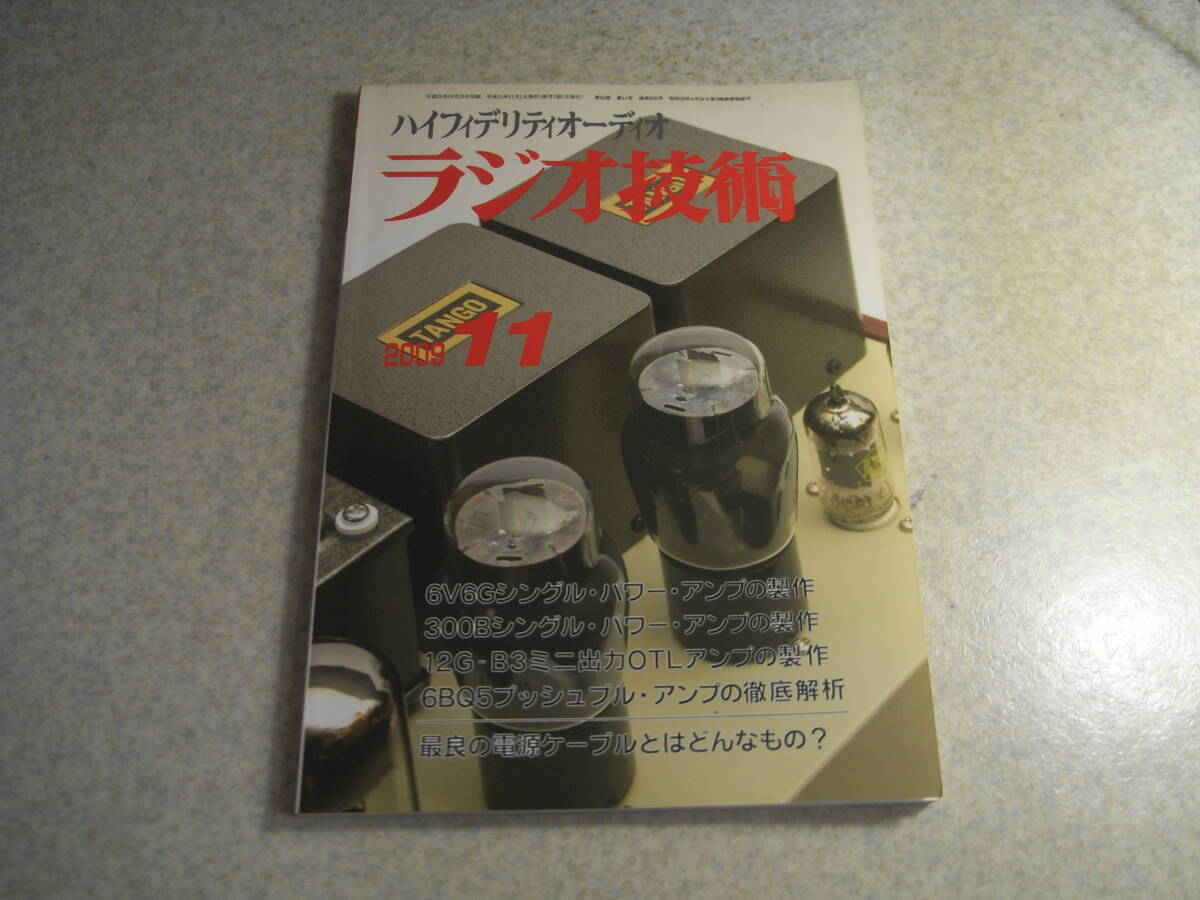 ハイフィデリティオーディオ
ラジオ技術
TANGO
TANGO
2009 11
6V6Gシングル・パワー・アンプの製作
300Bシングル・パワー・アンプの製作
12G-B3ミニ出力OTLアンプの製作
6BQ5プッシュプル・アンプの徹底解析
最良の電源ケーブルとはどんなもの?